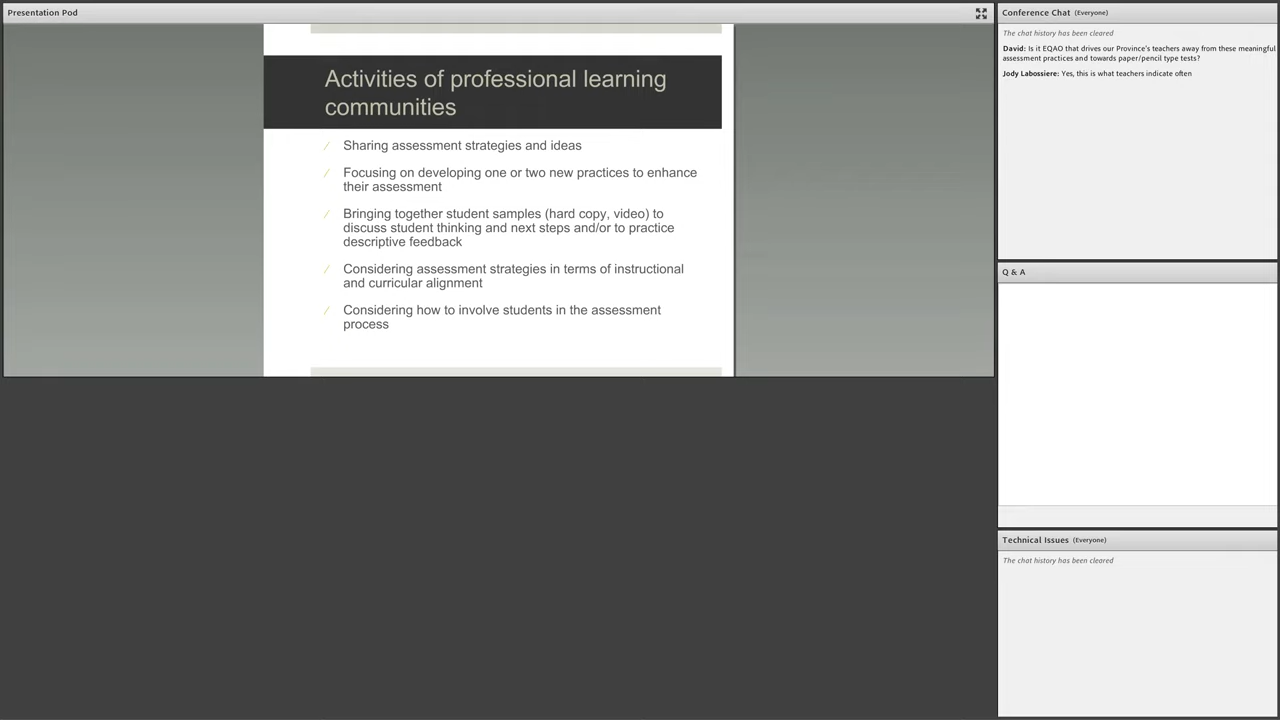 Presentation Pod
Activities of professional learning
communities
Sharing assessment strategies and ideas
Focusing on developing one or two new practices to enhance
their assessment
Bringing together student samples (hard copy, video) to
discuss student thinking and next steps and/or to practice
descriptive feedback
Considering assessment strategies in terms of instructional
and curricular alignment
Considering how to involve students in the assessment
process
Conference Chat (Everyone)
The chat history has been cleared
David: Is it EQAO that drives our Province's teachers away from these meaningful
assessment practices and towards paper/pencil type tests?
Jody Labossiere: Yes, this is what teachers indicate often
Q & A
Technical Issues (Everyone)
The chat history has been cleared